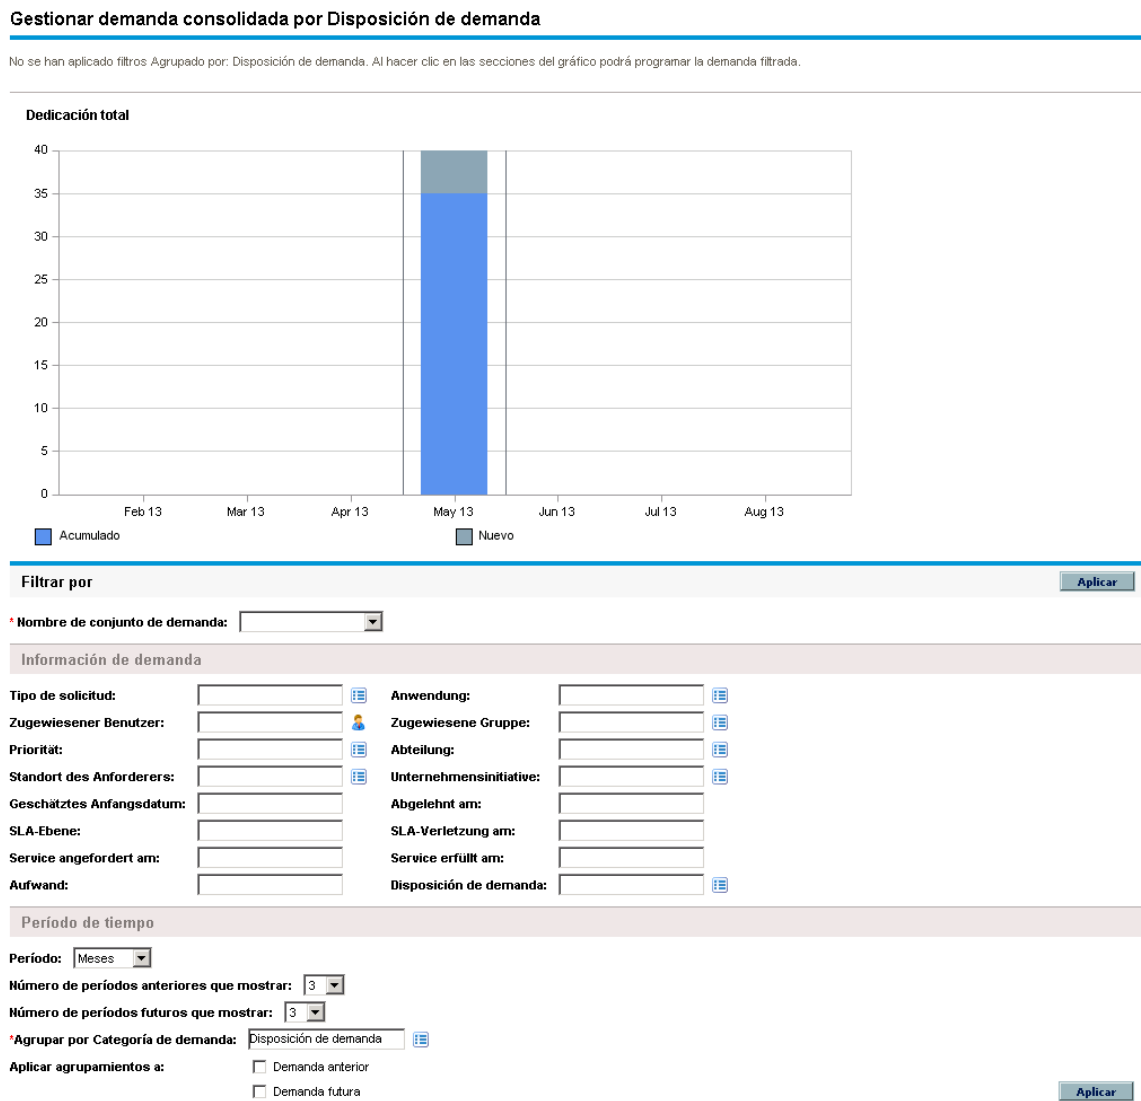 Gestionar demanda consolidada por Disposición de demanda
No se han aplicado filtros Agrupado por: Disposición de demanda. Al hacer clic en las secciones del gráfico podrá programar la demanda filtrada.
Dedicación total
40
35
30
25
20
15
10
5
0
Feb 13 Mar 13 Apr 13 May 13 Jun 13 Jul 13 Aug 13
Acumulado Nuevo
Filtrar por Aplicar
* Nombre de conjunto de demanda:
Información de demanda
Tipo de solicitud: Anwendung:
Zugewiesener Benutzer: Zugewiesene Gruppe:
Priorität: Abteilung:
Standort des Anforderers: Unternehmensinitiative:
Geschätztes Anfangsdatum: Abgelehnt am:
SLA-Ebene: SLA-Verletzung am:
Service angefordert am: Service erfüllt am:
Aufwand: Disposición de demanda:
Período de tiempo
Período: Meses
Número de períodos anteriores que mostrar: 3
Número de períodos futuros que mostrar: 3
*Agrupar por Categoría de demanda: Disposición de demanda
Aplicar agrupamientos a: Demanda anterior
Demanda futura Aplicar